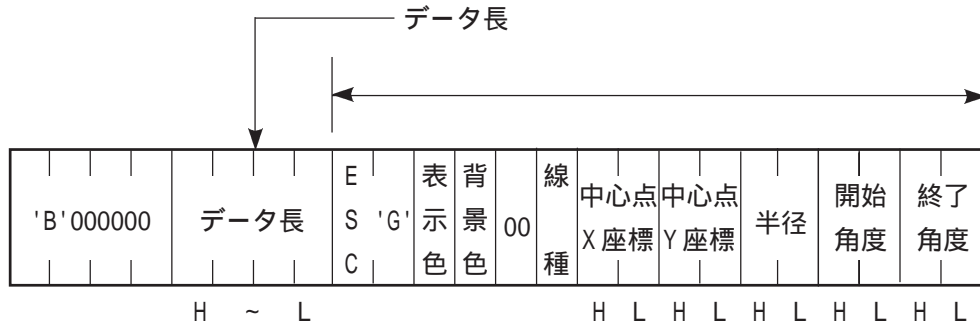 データ長
'B'000000
データ長
ESC
'G'
表示色
背景色
00
線種
中心点
X座標
中心点
Y座標
半径
開始
角度
終了
角度
H ~ L
H L H L H L H L H L